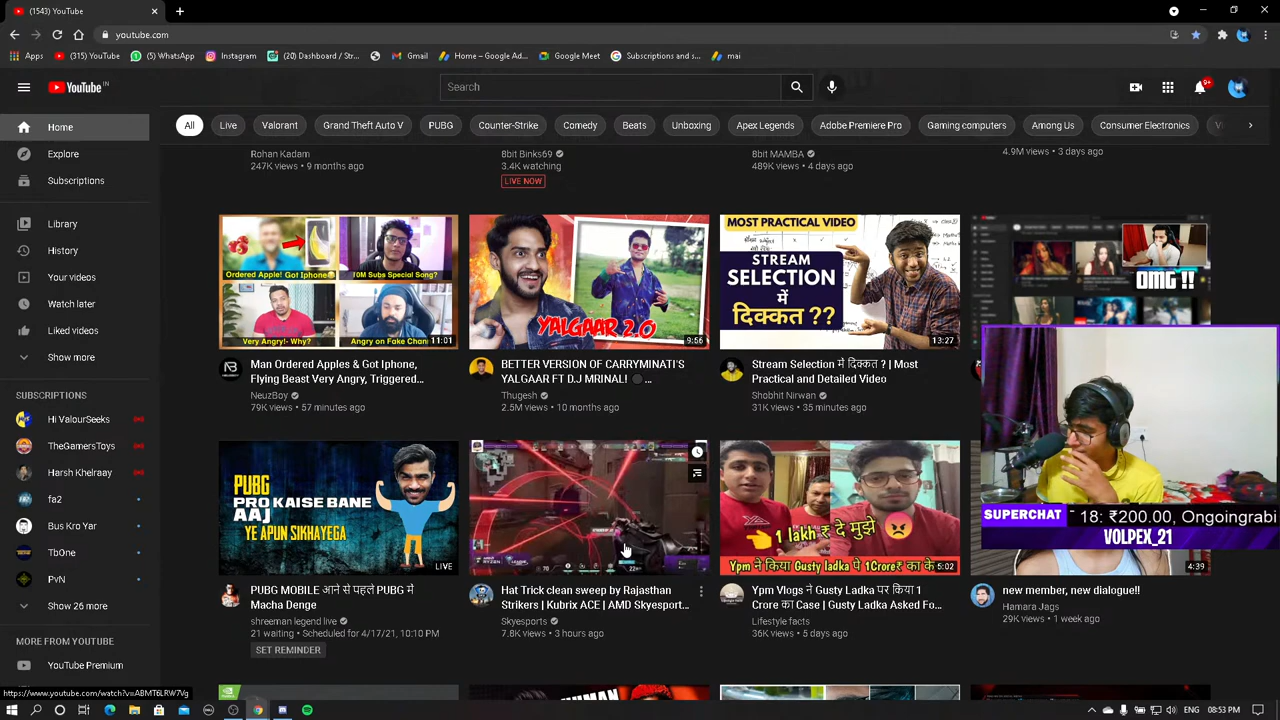 (1543) YouTube
youtube.com
Apps
(315) YouTube
(5) WhatsApp
Instagram
(20) Dashboard / Str...
Gmail
Home – Google Ad...
Google Meet
Subscriptions and s...
mai
YouTube IN
Search
9+
Home
Explore
Subscriptions
Library
History
Your videos
Watch later
Liked videos
Show more
SUBSCRIPTIONS
Hi ValourSeeks
TheGamersToys
Harsh Khelraay
fa2
Bus Kro Yar
TbOne
PvN
Show 26 more
MORE FROM YOUTUBE
YouTube Premium
All
Live
Valorant
Grand Theft Auto V
PUBG
Counter-Strike
Comedy
Beats
Unboxing
Apex Legends
Adobe Premiere Pro
Gaming computers
Among Us
Consumer Electronics
Rohan Kadam
247K views • 9 months ago
8bit Binks69
3.4K watching
LIVE NOW
8bit MAMBA
489K views • 4 days ago
4.9M views • 3 days ago
Ordered Apple! Got Iphone
10M Subs Special Song?
Very Angry!- Why?
Angry on Fake Chan
11:01
Man Ordered Apples & Got Iphone,
Flying Beast Very Angry, Triggered...
NeuzBoy
79K views • 57 minutes ago
YALGAAR 2.0
9:56
BETTER VERSION OF CARRYMINATI'S
YALGAAR FT D.J MRINAL! ...
Thugesh
2.5M views • 10 months ago
MOST PRACTICAL VIDEO
STREAM
SELECTION
में
दिक्कत ??
13:27
Stream Selection में दिक्कत ? | Most
Practical and Detailed Video
Shobhit Nirwan
31K views • 35 minutes ago
OMG !!
PUBG
PRO KAISE BANE
AAJ
YE APUN SIKHAYEGA
LIVE
PUBG MOBILE आने से पहले PUBG में
Macha Denge
shreeman legend live
21 waiting • Scheduled for 4/17/21, 10:10 PM
SET REMINDER
Hat Trick clean sweep by Rajasthan
Strikers | Kubrix ACE | AMD Skyesport...
Skyesports
7.8K views • 3 hours ago
1 lakh ₹ दे मुझे
Ypm ने किया Gusty ladka पे 1Crore₹ का के
5:02
Ypm Vlogs ने Gusty Ladka पर किया 1
Crore का Case | Gusty Ladka Asked Fo...
Lifestyle facts
36K views • 5 days ago
SUPERCHAT
18: ₹200.00, Ongoingrabi
VOLPEX_21
4:39
new member, new dialogue!!
Hamara Jags
29K views • 1 week ago
https://www.youtube.com/watch?v=ABMT6LRW7Vg
ENG
08:53 PM